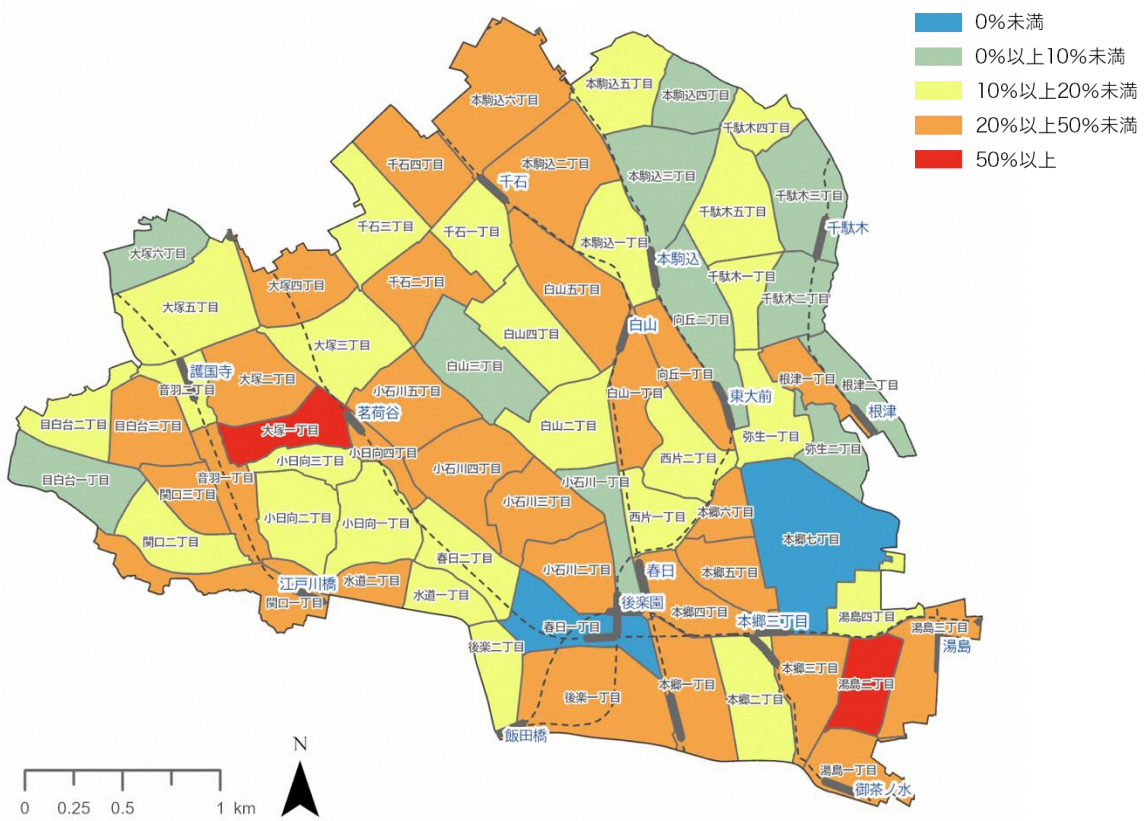 0%未満
0%以上10%未満
10%以上20%未満
20%以上50%未満
50%以上
本駒込六丁目
本駒込五丁目
本駒込四丁目
千駄木四丁目
千石四丁目
本駒込二丁目
千石
本駒込三丁目
千駄木三丁目
千駄木五丁目
千石三丁目
千石一丁目
本駒込一丁目
千駄木
大塚六丁目
本駒込
千石二丁目
千駄木一丁目
大塚四丁目
白山五丁目
千駄木二丁目
大塚五丁目
白山
向丘二丁目
白山四丁目
大塚三丁目
白山三丁目
護国寺
大塚二丁目
向丘一丁目
根津一丁目
根津二丁目
音羽二丁目
小石川五丁目
白山一丁目
東大前
根津
茗荷谷
目白台二丁目
目白台三丁目
白山二丁目
大塚一丁目
弥生一丁目
弥生二丁目
小日向四丁目
小日向三丁目
西片二丁目
小石川四丁目
目白台一丁目
音羽一丁目
小石川一丁目
関口三丁目
小石川三丁目
小日向二丁目
小日向一丁目
西片一丁目
本郷六丁目
関口二丁目
本郷七丁目
春日二丁目
小石川二丁目
春日
本郷五丁目
江戸川橋
水道二丁目
水道一丁目
関口一丁目
後楽園
本郷四丁目
本郷三丁目
湯島四丁目
春日一丁目
湯島三丁目
後楽二丁目
湯島
本郷三丁目
本郷一丁目
湯島二丁目
後楽一丁目
本郷二丁目
飯田橋
N
湯島一丁目
御茶ノ水
0 0.25 0.5 1 km